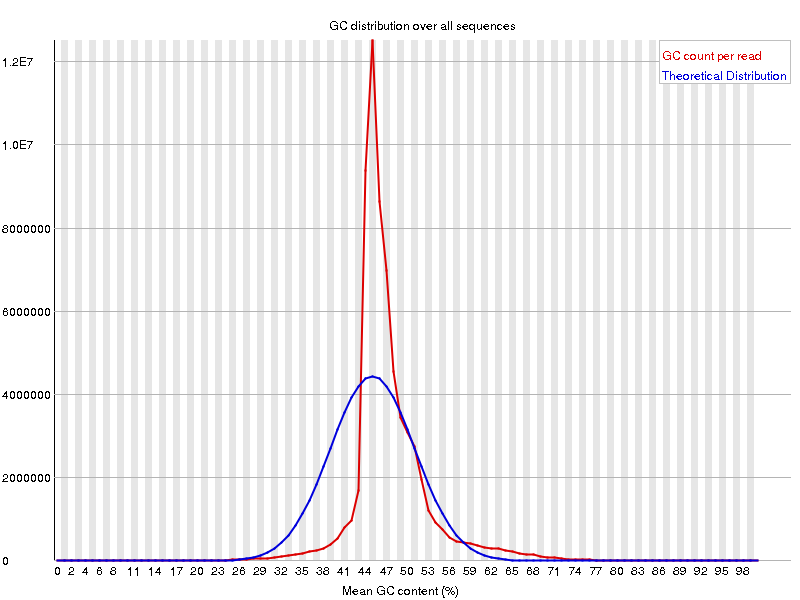 GC distribution over all sequences
GC count per read
Theoretical Distribution
1.2E7
1.0E7
8000000
6000000
4000000
2000000
0
0 2 4 6 8 11 14 17 20 23 26 29 32 35 38 41 44 47 50 53 56 59 62 65 68 71 74 77 80 83 86 89 92 95 98
Mean GC content (%)